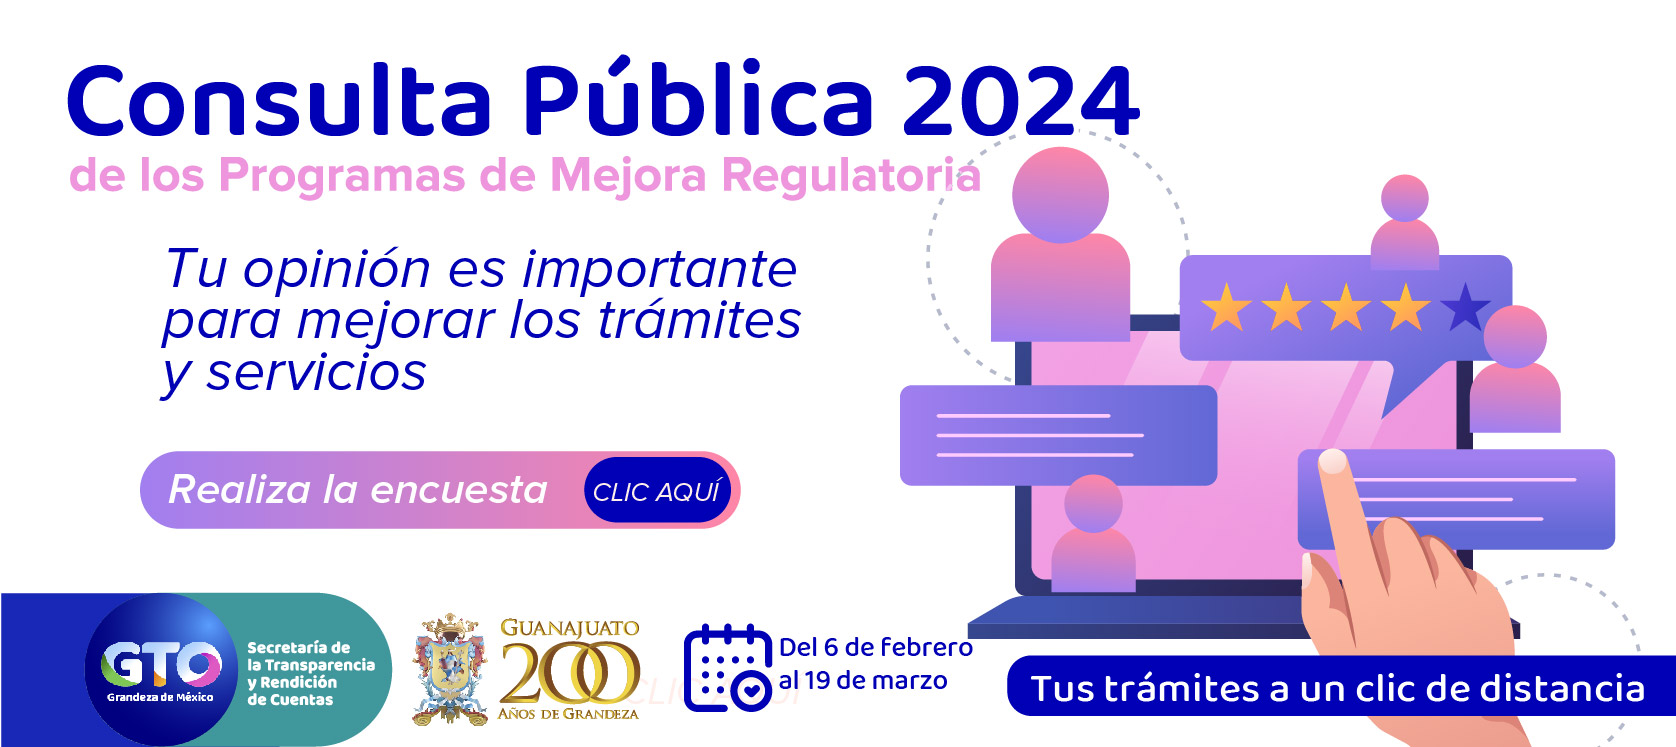 Consulta Pública 2024
de los Programas de Mejora Regulatoria
Tu opinión es importante
para mejorar los trámites
y servicios
Realiza la encuesta
CLIC AQUÍ
GTO
Grandeza de México
Secretaría de
la Transparencia
y Rendición
de Cuentas
GUANAJUATO
200
AÑOS DE GRANDEZA
CLIC AQUÍ
Del 6 de febrero
al 19 de marzo
Tus trámites a un clic de distancia